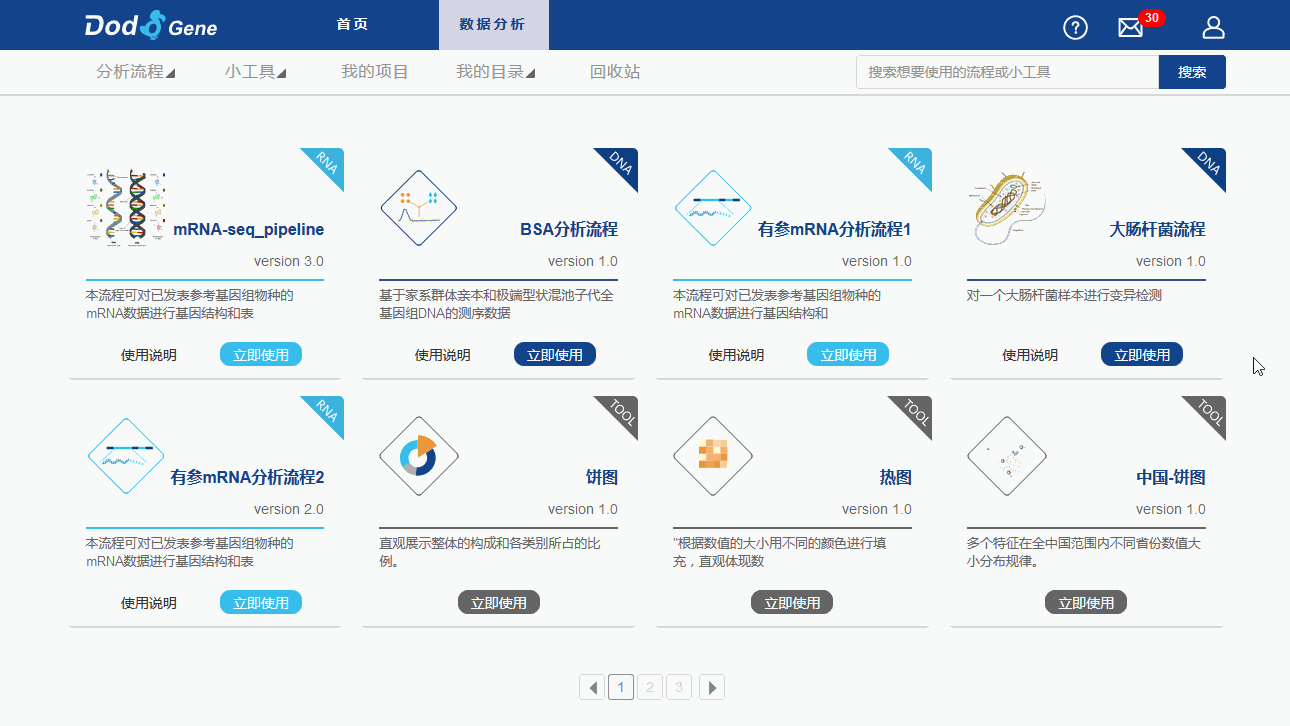 Dodo Gene
首页
数据分析
?
30
分析流程
小工具
我的项目
我的目录
回收站
搜索想要使用的流程或小工具
搜索
RNA
mRNA-seq_pipeline
version 3.0
本流程可对已发表参考基因组物种的
mRNA数据进行基因结构和表
使用说明
立即使用
DNA
BSA分析流程
version 1.0
基于家系群体亲本和极端型状混池子代全
基因组DNA的测序数据
使用说明
立即使用
RNA
有参mRNA分析流程1
version 1.0
本流程可对已发表参考基因组物种的
mRNA数据进行基因结构和
使用说明
立即使用
DNA
大肠杆菌流程
version 1.0
对一个大肠杆菌样本进行变异检测
使用说明
立即使用
RNA
有参mRNA分析流程2
version 2.0
本流程可对已发表参考基因组物种的
mRNA数据进行基因结构和表
使用说明
立即使用
TOOL
饼图
version 1.0
直观展示整体的构成和各类别所占的比
例。
立即使用
TOOL
热图
version 1.0
"根据数值的大小用不同的颜色进行填
充，直观体现数
立即使用
TOOL
中国-饼图
version 1.0
多个特征在全中国范围内不同省份数值大
小分布规律。
立即使用
1
2
3